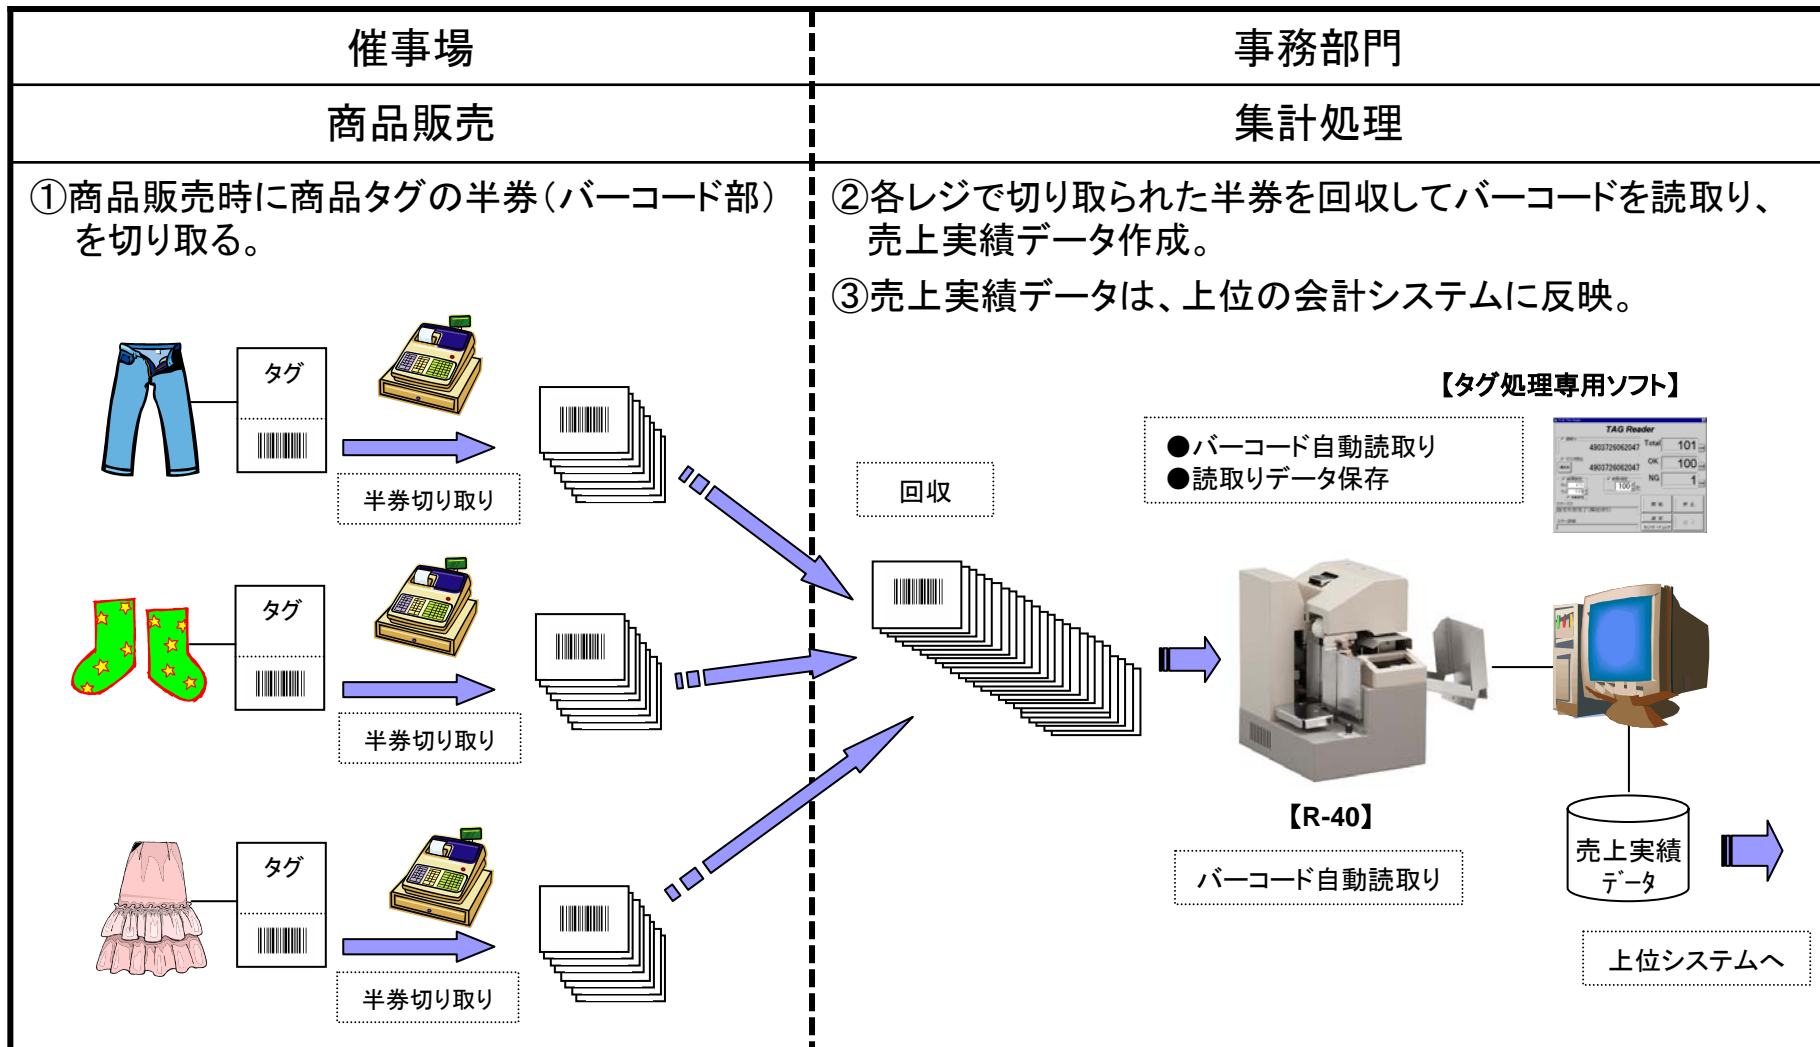 催事場
事務部門
商品販売
集計処理
①商品販売時に商品タグの半券（バーコード部）
を切り取る。
②各レジで切り取られた半券を回収してバーコードを読取り、
売上実績データ作成。
③売上実績データは、上位の会計システムに反映。
タグ
半券切り取り
タグ
半券切り取り
タグ
半券切り取り
回収
【タグ処理専用ソフト】
●バーコード自動読取り
●読取りデータ保存
TAG Reader
4903726062047
Total
101
4903726062047
OK
100
100
NG
1
【R-40】
バーコード自動読取り
売上実績
データ
上位システムへ